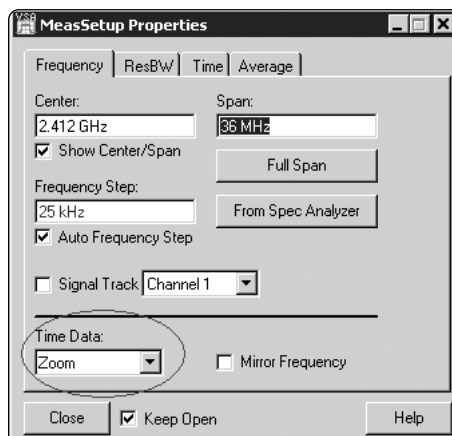 VSA
MeasSetup Properties
Frequency ResBW Time Average
Center: Span:
2.412 GHz 36 MHz
Show Center/Span
Full Span
Frequency Step:
25 kHz From Spec Analyzer
Auto Frequency Step
Signal Track Channel 1
Time Data:
Zoom Mirror Frequency
Close Keep Open Help